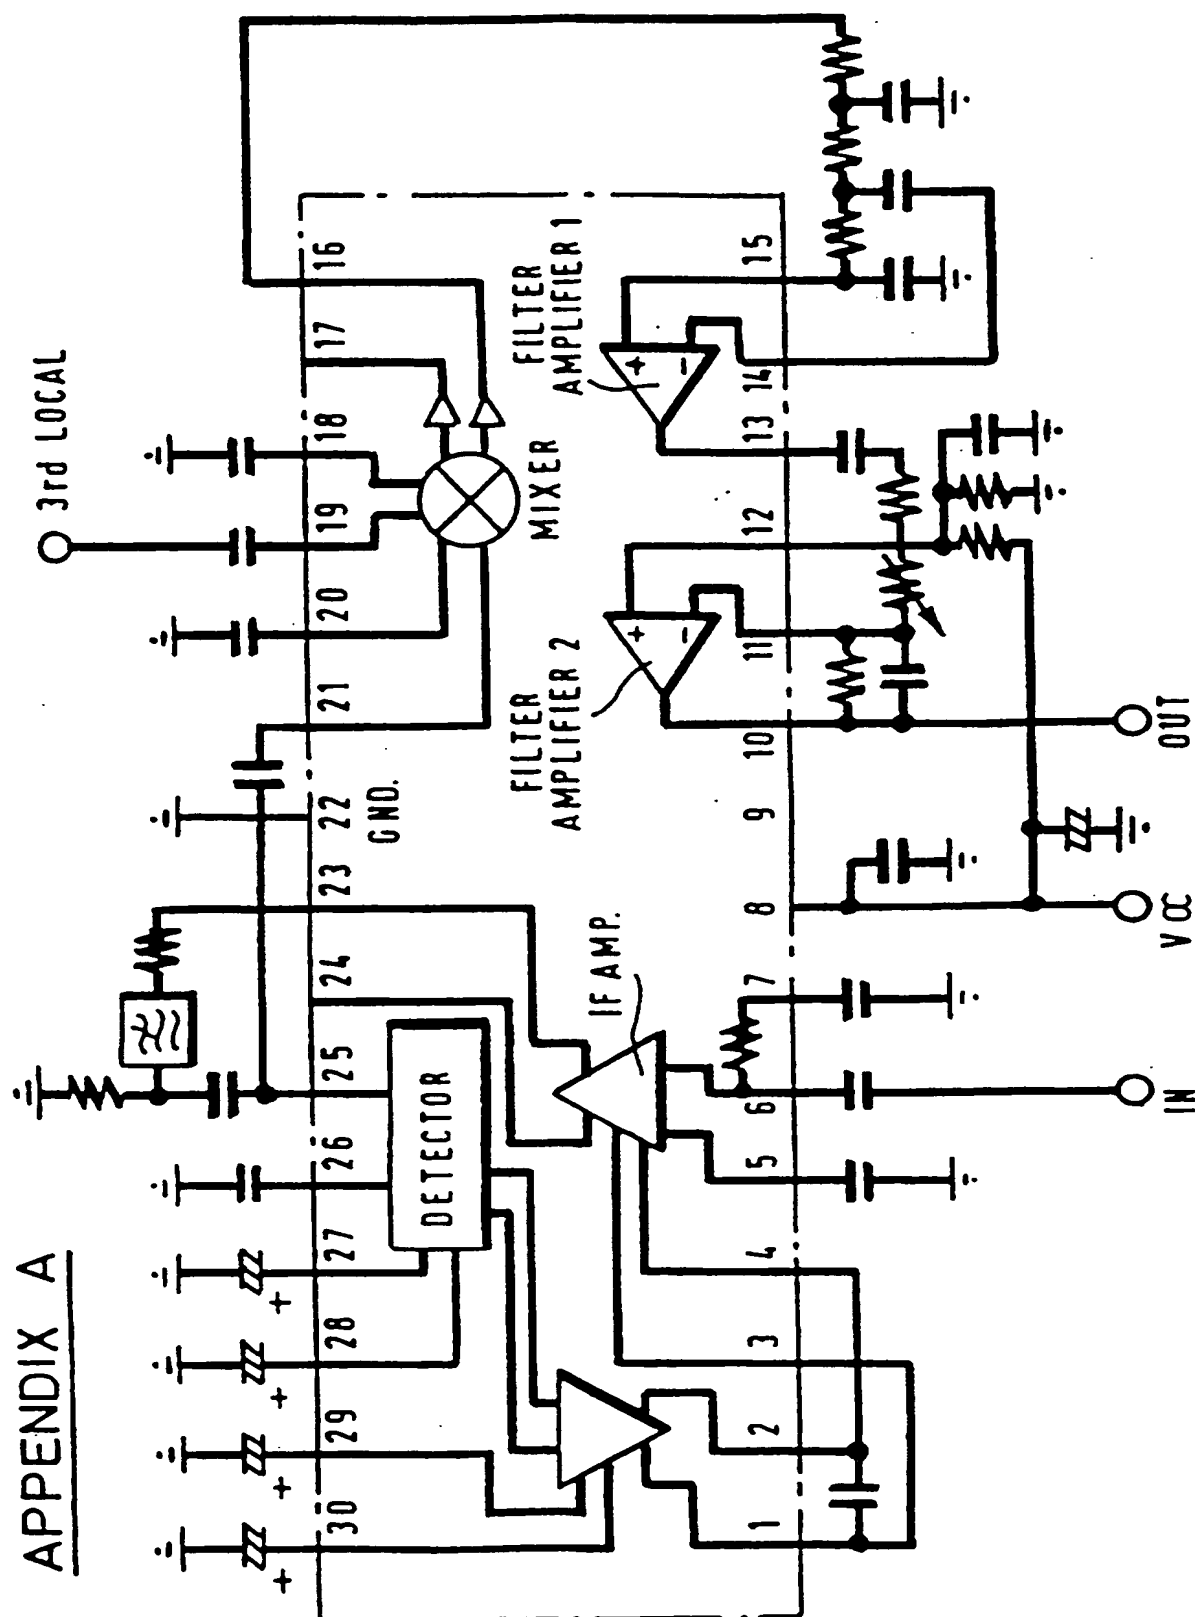 APPENDIX A
3rd LOCAL
30
29
28
27
26
25
24
23
22
21
20
19
18
17
16
+
+
+
+
GND.
DETECTOR
MIXER
IF AMP.
FILTER
AMPLIFIER 2
FILTER
AMPLIFIER 1
+
-
+
-
1
2
3
4
5
6
7
8
9
10
11
12
13
14
15
IN
VCC
OUT